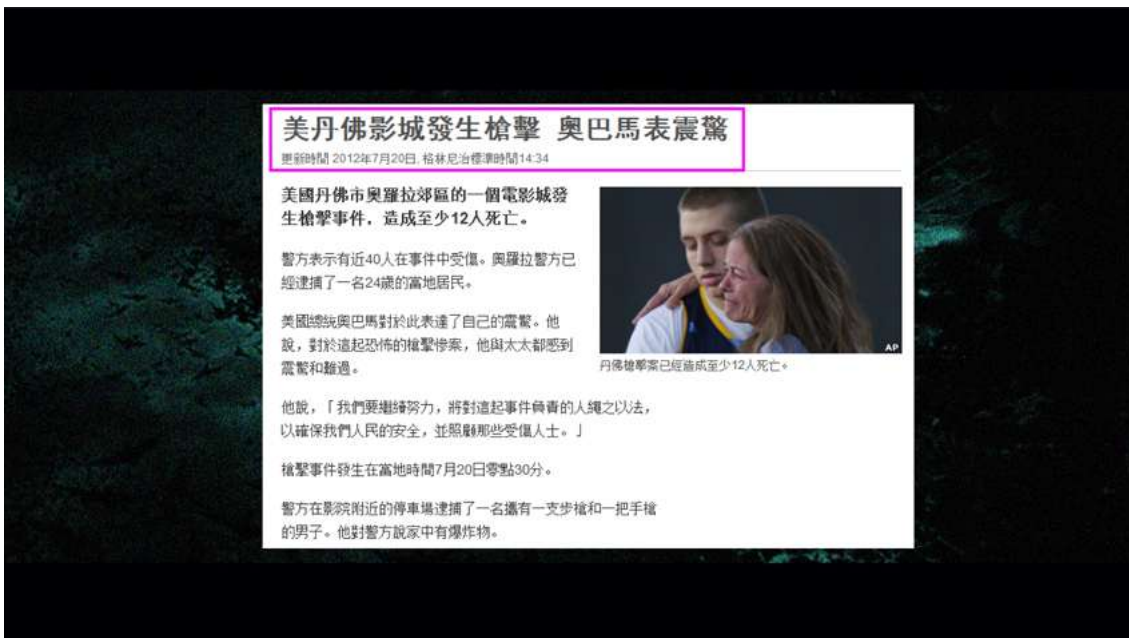 美丹佛影城發生槍擊 奧巴馬表震驚
更新時間 2012年7月20日, 格林尼治標準時間14:34
美國丹佛市奧羅拉郊區的一個電影城發
生槍擊事件，造成至少12人死亡。
警方表示有近40人在事件中受傷。奧羅拉警方已
經逮捕了一名24歲的當地居民。
美國總統奧巴馬對於此表達了自己的震驚。他
說，對於這起恐怖的槍擊慘案，他與太太都感到
震驚和難過。
AP
丹佛槍擊案已經造成至少12人死亡。
他說，「我們要繼續努力，將對這起事件負責的人繩之以法，
以確保我們人民的安全，並照顧那些受傷人士。」
槍擊事件發生在當地時間7月20日零點30分。
警方在影院附近的停車場逮捕了一名攜有一支步槍和一把手槍
的男子。他對警方說家中有爆炸物。